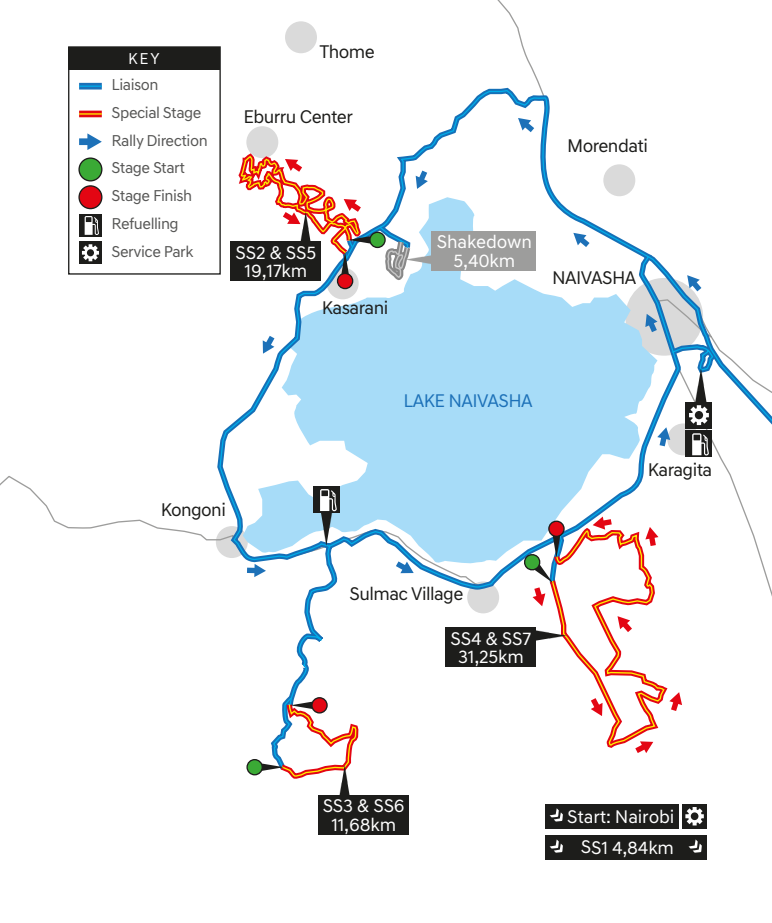 KEY
Liaison
Special Stage
Rally Direction
Stage Start
Stage Finish
Refuelling
Service Park
Thome
Eburru Center
Morendati
SS2 & SS5
19,17km
Shakedown
5,40km
NAIVASHA
Kasarani
LAKE NAIVASHA
Karagita
Kongoni
Sulmac Village
SS4 & SS7
31,25km
SS3 & SS6
11,68km
Start: Nairobi
SS1 4,84km